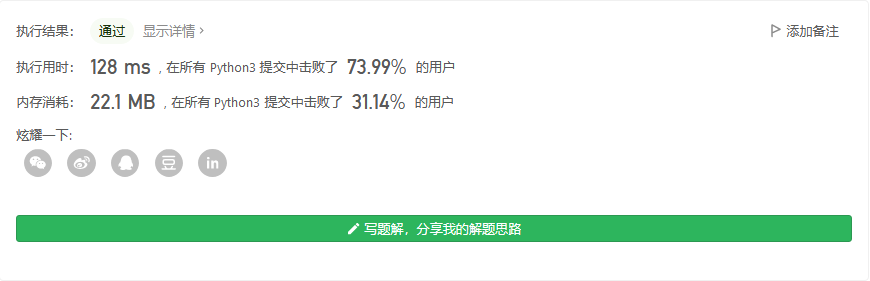 执行结果： 通过 显示详情 › 添加备注
执行用时： 128 ms , 在所有 Python3 提交中击败了 73.99% 的用户
内存消耗： 22.1 MB , 在所有 Python3 提交中击败了 31.14% 的用户
炫耀一下:
豆 in
写题解，分享我的解题思路